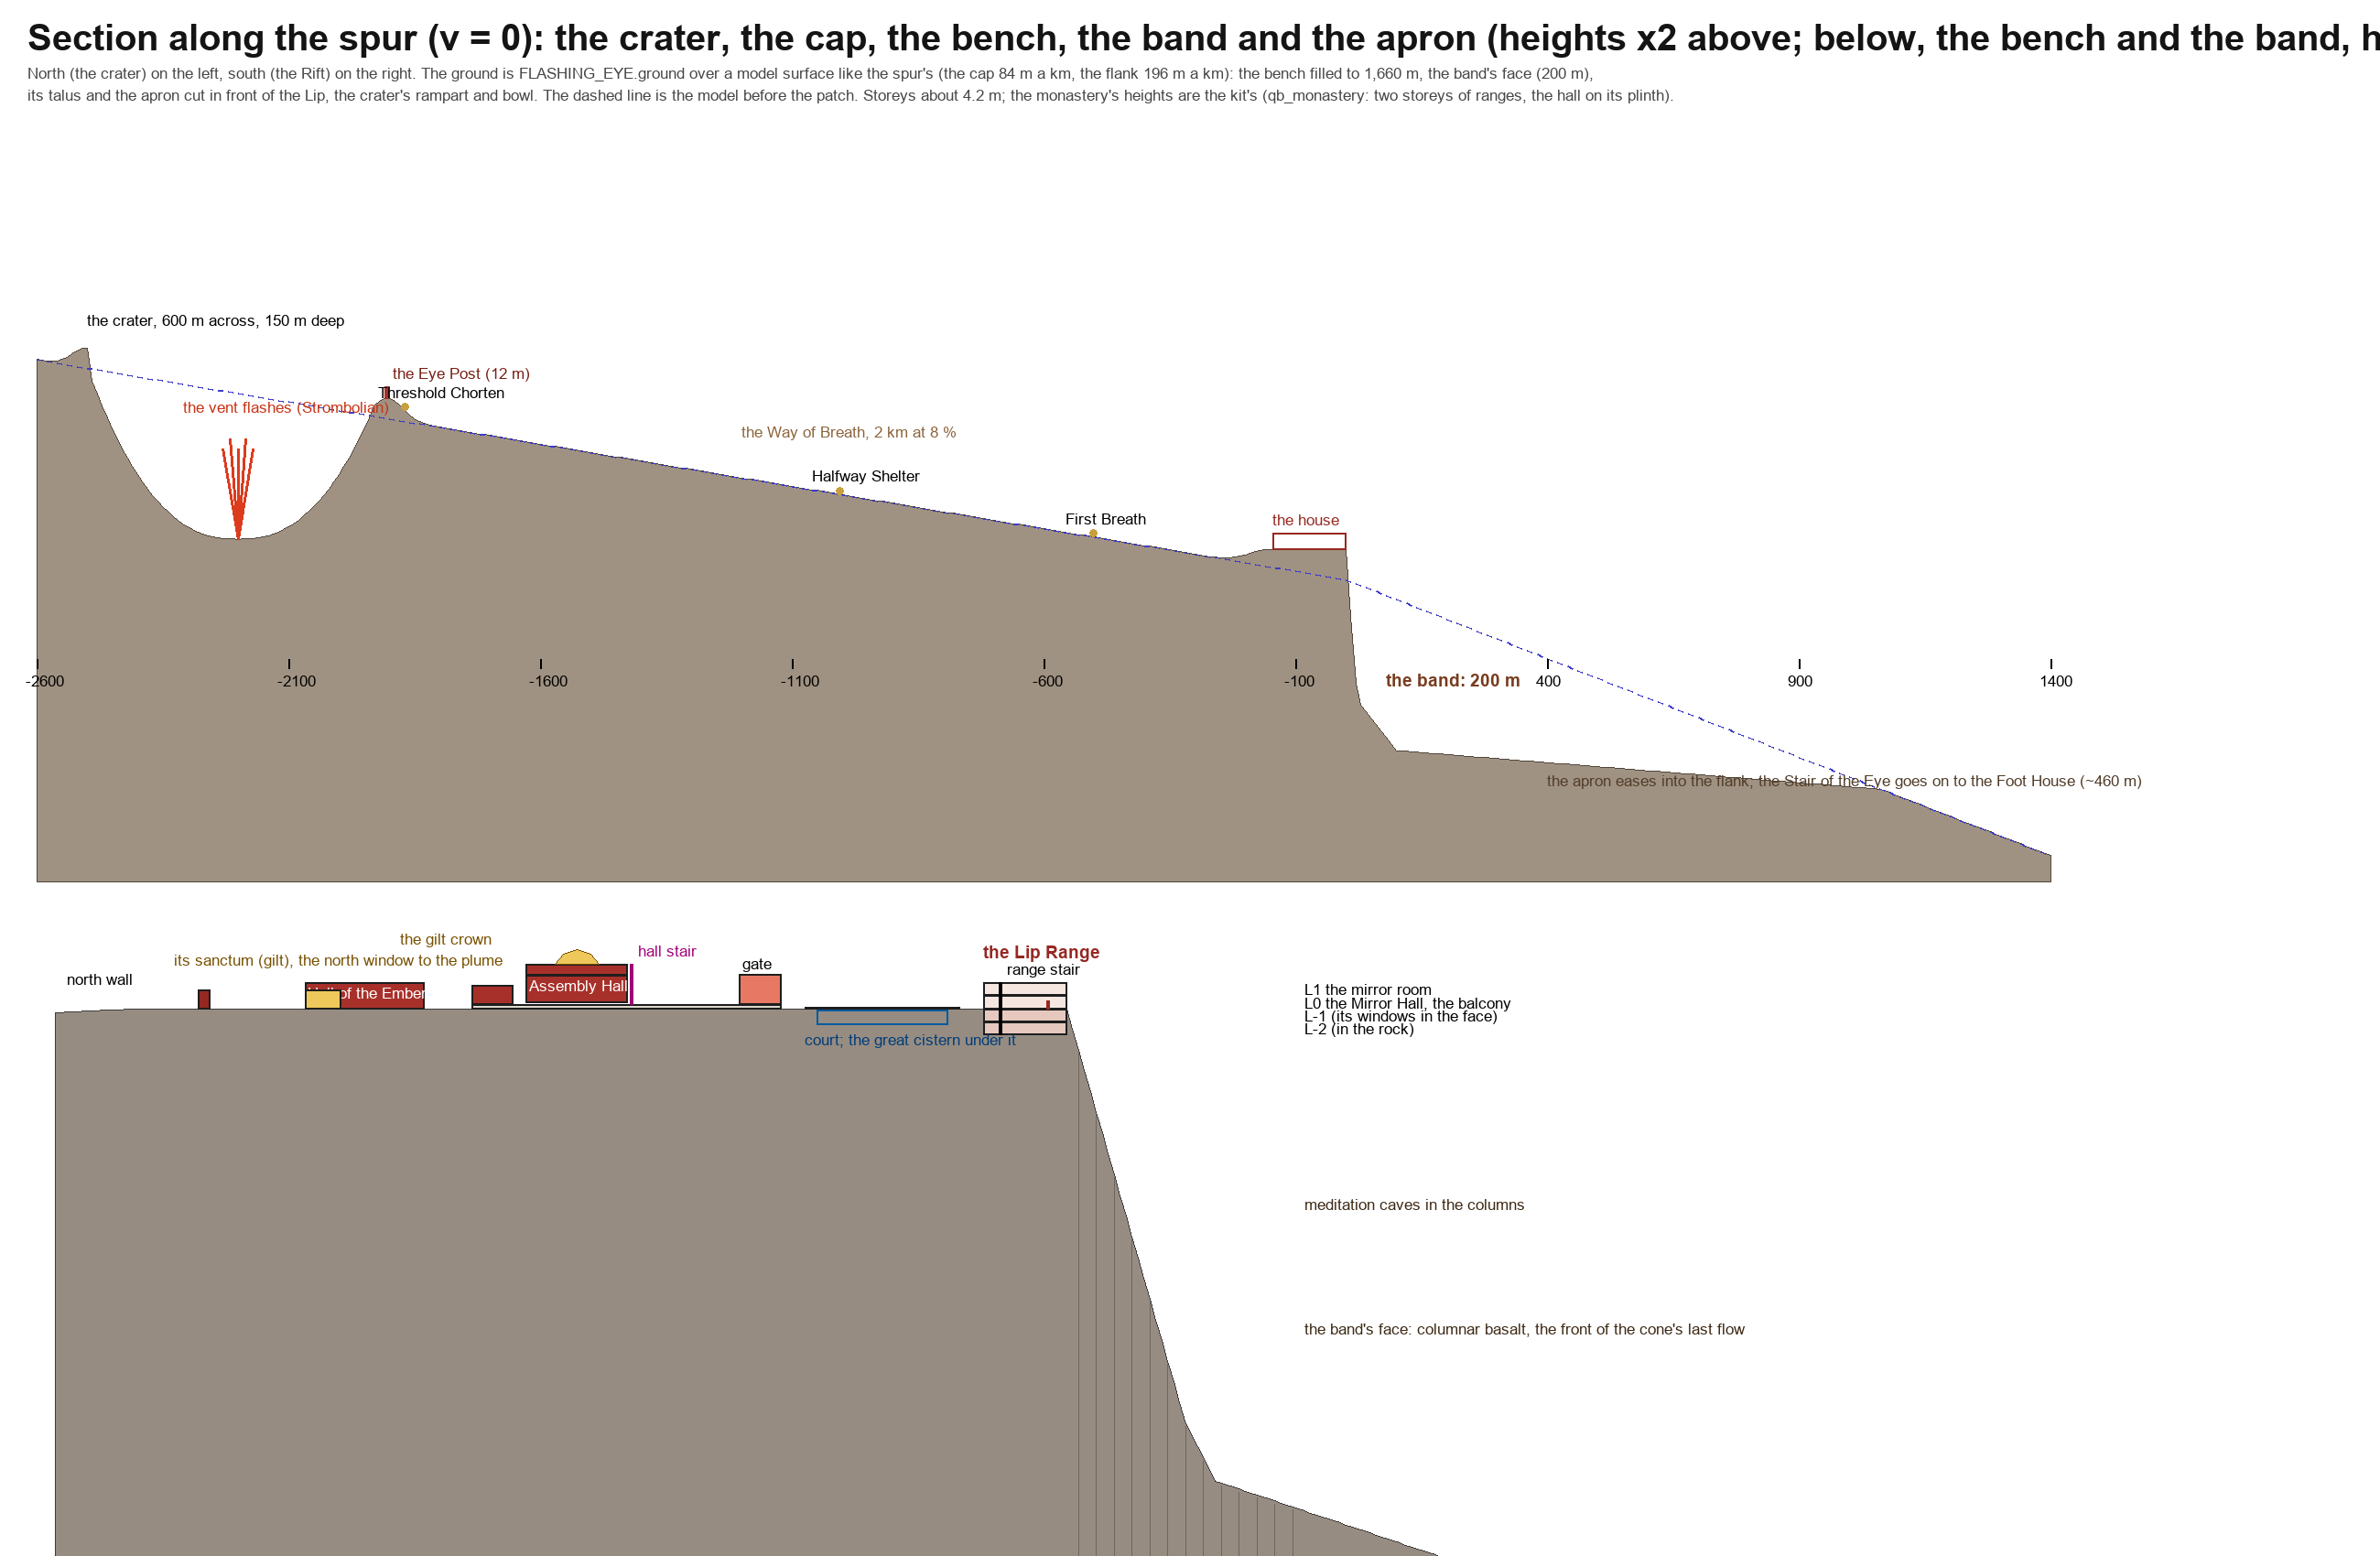 Section along the spur (v = 0): the crater, the cap, the bench, the band and the apron (heights x2 above; below, the bench and the band, h
North (the crater) on the left, south (the Rift) on the right. The ground is FLASHING_EYE.ground over a model surface like the spur's (the cap 84 m a km, the flank 196 m a km): the bench filled to 1,660 m, the band's face (200 m),
its talus and the apron cut in front of the Lip, the crater's rampart and bowl. The dashed line is the model before the patch. Storeys about 4.2 m; the monastery's heights are the kit's (qb_monastery: two storeys of ranges, the hall on its plinth).
the crater, 600 m across, 150 m deep
the Eye Post (12 m)
Threshold Chorten
the vent flashes (Strombolian)
the Way of Breath, 2 km at 8 %
Halfway Shelter
First Breath
the house
-2600
-2100
-1600
-1100
-600
-100
the band: 200 m
400
900
1400
the apron eases into the flank; the Stair of the Eye goes on to the Foot House (~460 m)
the gilt crown
its sanctum (gilt), the north window to the plume
hall stair
the Lip Range
north wall
gate
range stair
of the Ember
Assembly Hall
L1 the mirror room
L0 the Mirror Hall, the balcony
L-1 (its windows in the face)
L-2 (in the rock)
court; the great cistern under it
meditation caves in the columns
the band's face: columnar basalt, the front of the cone's last flow